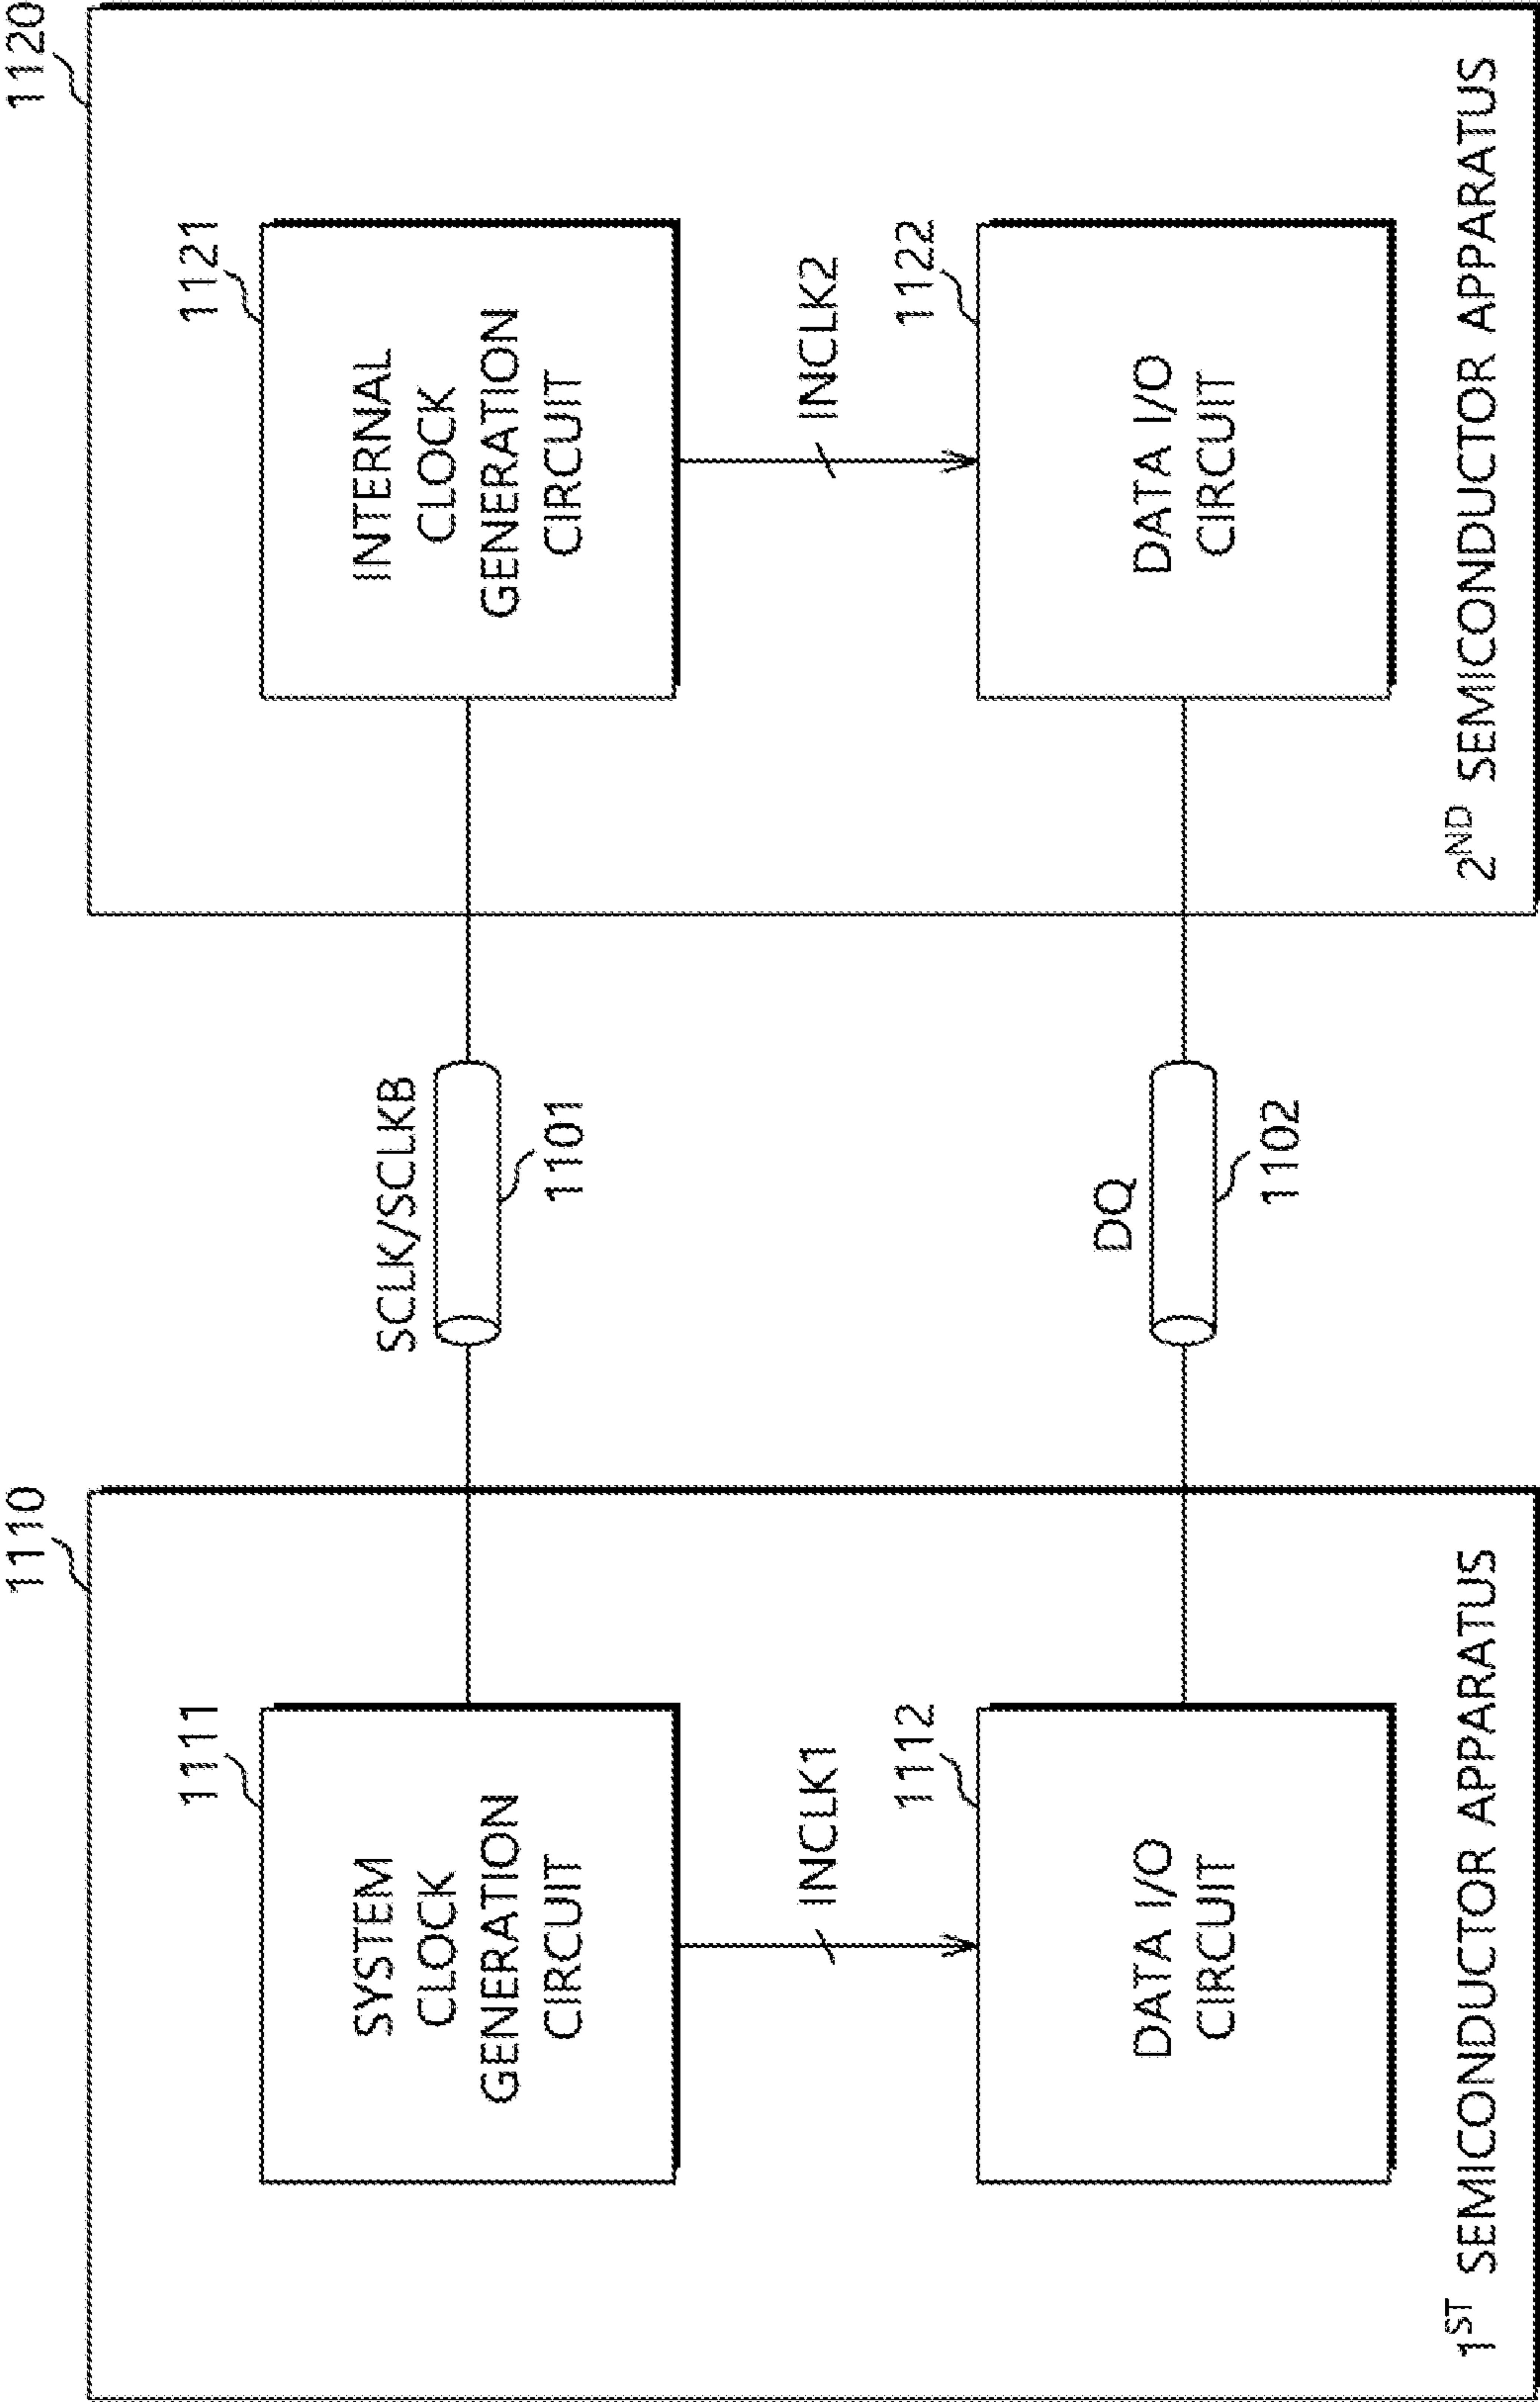 1110
1111
SYSTEM
CLOCK
GENERATION
CIRCUIT
INCLK1
1112
DATA I/O
CIRCUIT
1ST SEMICONDUCTOR APPARATUS
SCLK/SCLKB
1101
DQ
1102
1120
1121
INTERNAL
CLOCK
GENERATION
CIRCUIT
INCLK2
1122
DATA I/O
CIRCUIT
2ND SEMICONDUCTOR APPARATUS